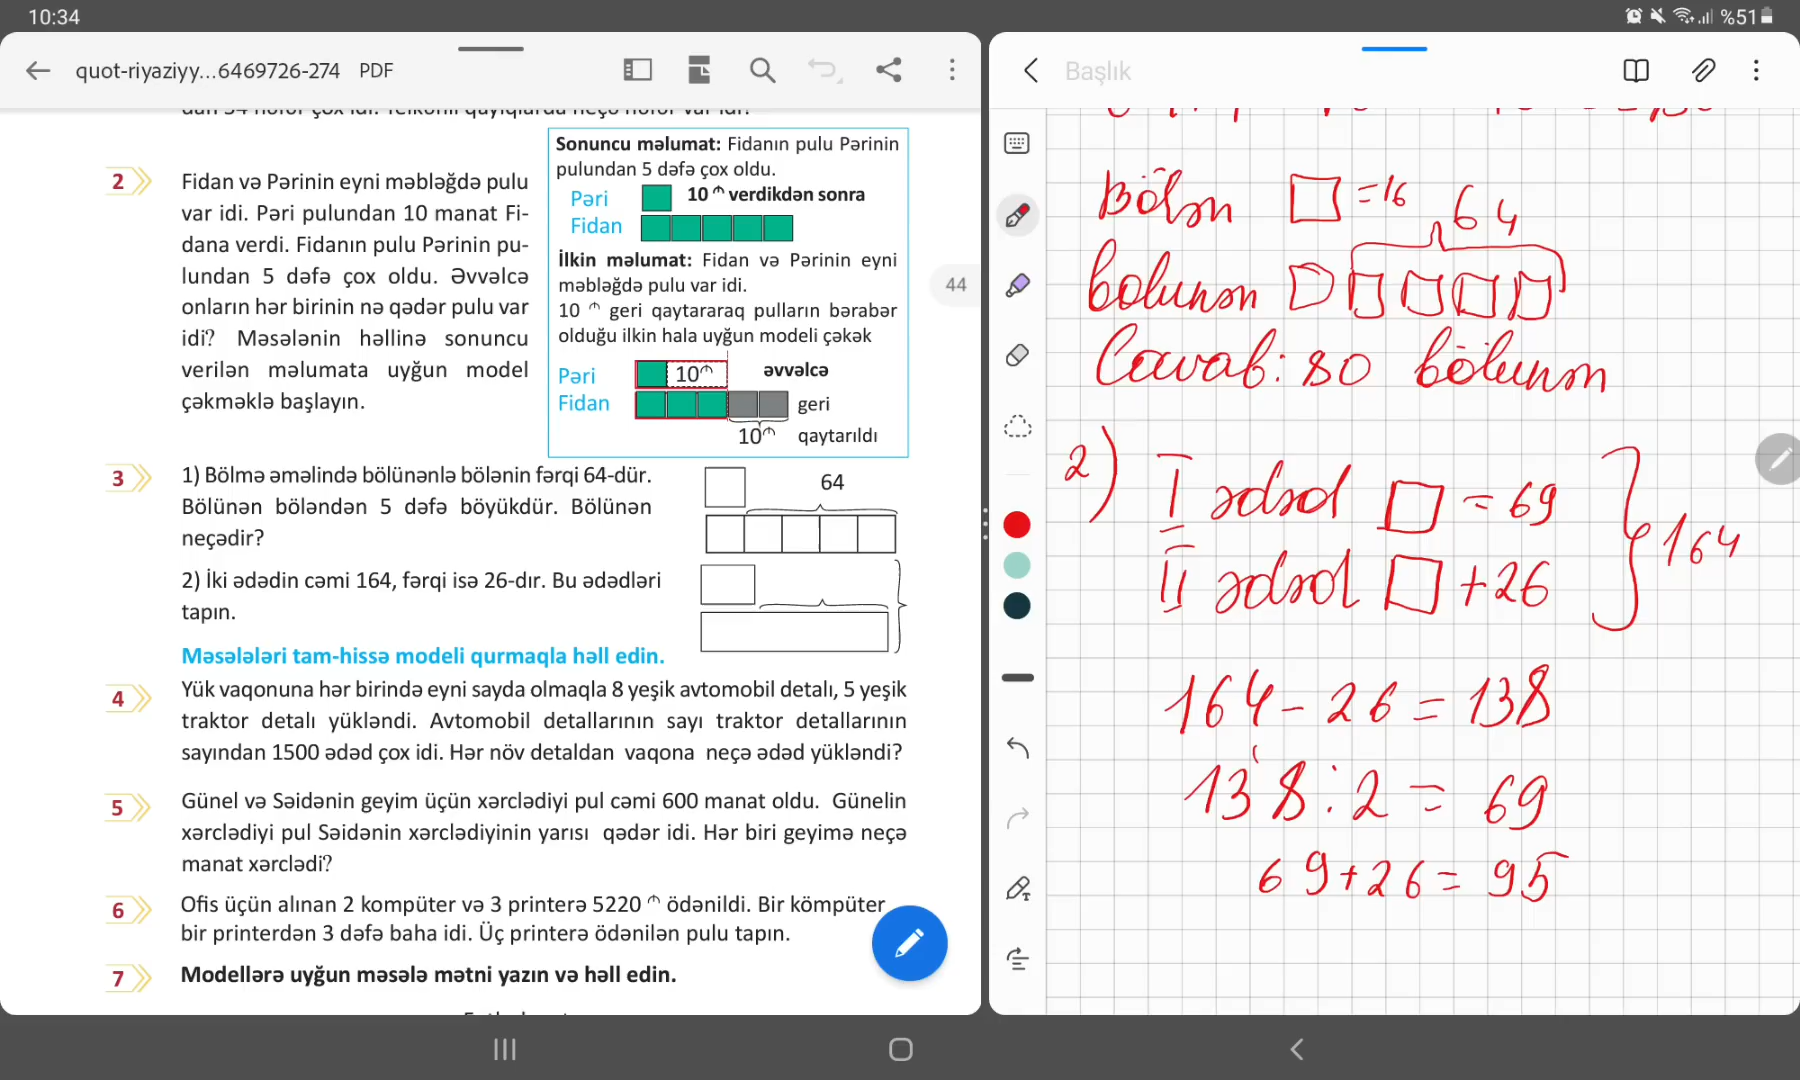 10:34
%51
quot-riyaziyy...6469726-274 PDF
Başlık
2
Fidan və Pərinin eyni məbləğdə pulu
var idi. Pəri pulundan 10 manat Fi-
dana verdi. Fidanın pulu Pərinin pu-
lundan 5 dəfə çox oldu. Əvvəlcə
onların hər birinin nə qədər pulu var
idi? Məsələnin həllinə sonuncu
verilən məlumata uyğun model
çəkməklə başlayın.
Sonuncu məlumat: Fidanın pulu Pərinin
pulundan 5 dəfə çox oldu.
Pəri 10 ₼ verdikdən sonra
Fidan
İlkin məlumat: Fidan və Pərinin eyni
məbləğdə pulu var idi.
10 ₼ geri qaytararaq pulların bərabər
olduğu ilkin hala uyğun modeli çəkək
Pəri 10₼ əvvəlcə
Fidan geri
10₼ qaytarıldı
44
3
1) Bölmə əməlində bölünənlə bölənin fərqi 64-dür.
Bölünən böləndən 5 dəfə böyükdür. Bölünən
neçədir?
64
2) İki ədədin cəmi 164, fərqi isə 26-dır. Bu ədədləri
tapın.
Məsələləri tam-hissə modeli qurmaqla həll edin.
4
Yük vaqonuna hər birində eyni sayda olmaqla 8 yeşik avtomobil detalı, 5 yeşik
traktor detalı yükləndi. Avtomobil detallarının sayı traktor detallarının
sayından 1500 ədəd çox idi. Hər növ detaldan vaqona neçə ədəd yükləndi?
5
Günel və Səidənin geyim üçün xərclədiyi pul cəmi 600 manat oldu. Günelin
xərclədiyi pul Səidənin xərclədiyinin yarısı qədər idi. Hər biri geyimə neçə
manat xərclədi?
6
Ofis üçün alınan 2 kompüter və 3 printerə 5220 ₼ ödənildi. Bir kömpüter
bir printerdən 3 dəfə baha idi. Üç printerə ödənilən pulu tapın.
7
Modellərə uyğun məsələ mətni yazın və həll edin.
Bölən = 16
64
bölunən
Cavab: 80 bölunən
2) I ədəd = 69
II ədəd + 26
164
164 - 26 = 138
138 : 2 = 69
69 + 26 = 95